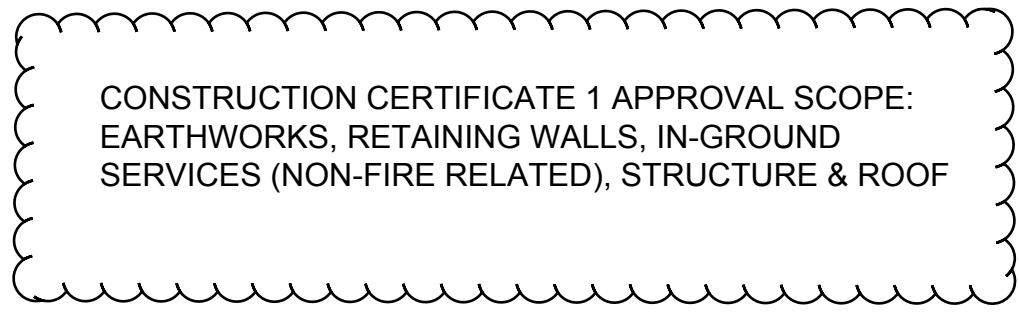 CONSTRUCTION CERTIFICATE 1 APPROVAL SCOPE:
EARTHWORKS, RETAINING WALLS, IN-GROUND
SERVICES (NON-FIRE RELATED), STRUCTURE & ROOF